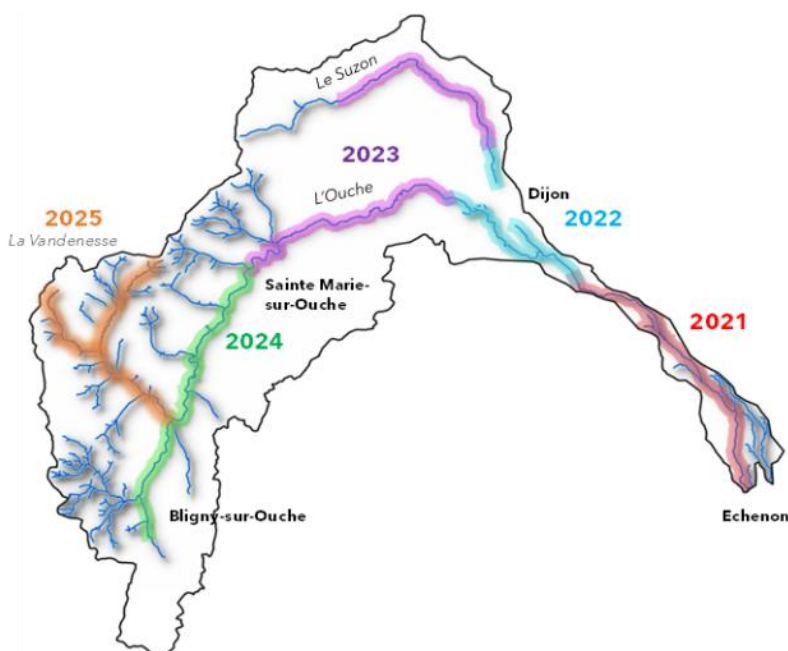 Le Suzon
2023
L'Ouche
Dijon
2022
2025
La Vandenesse
Sainte Marie-
sur-Ouche
2021
2024
Bligny-sur-Ouche
Echenon